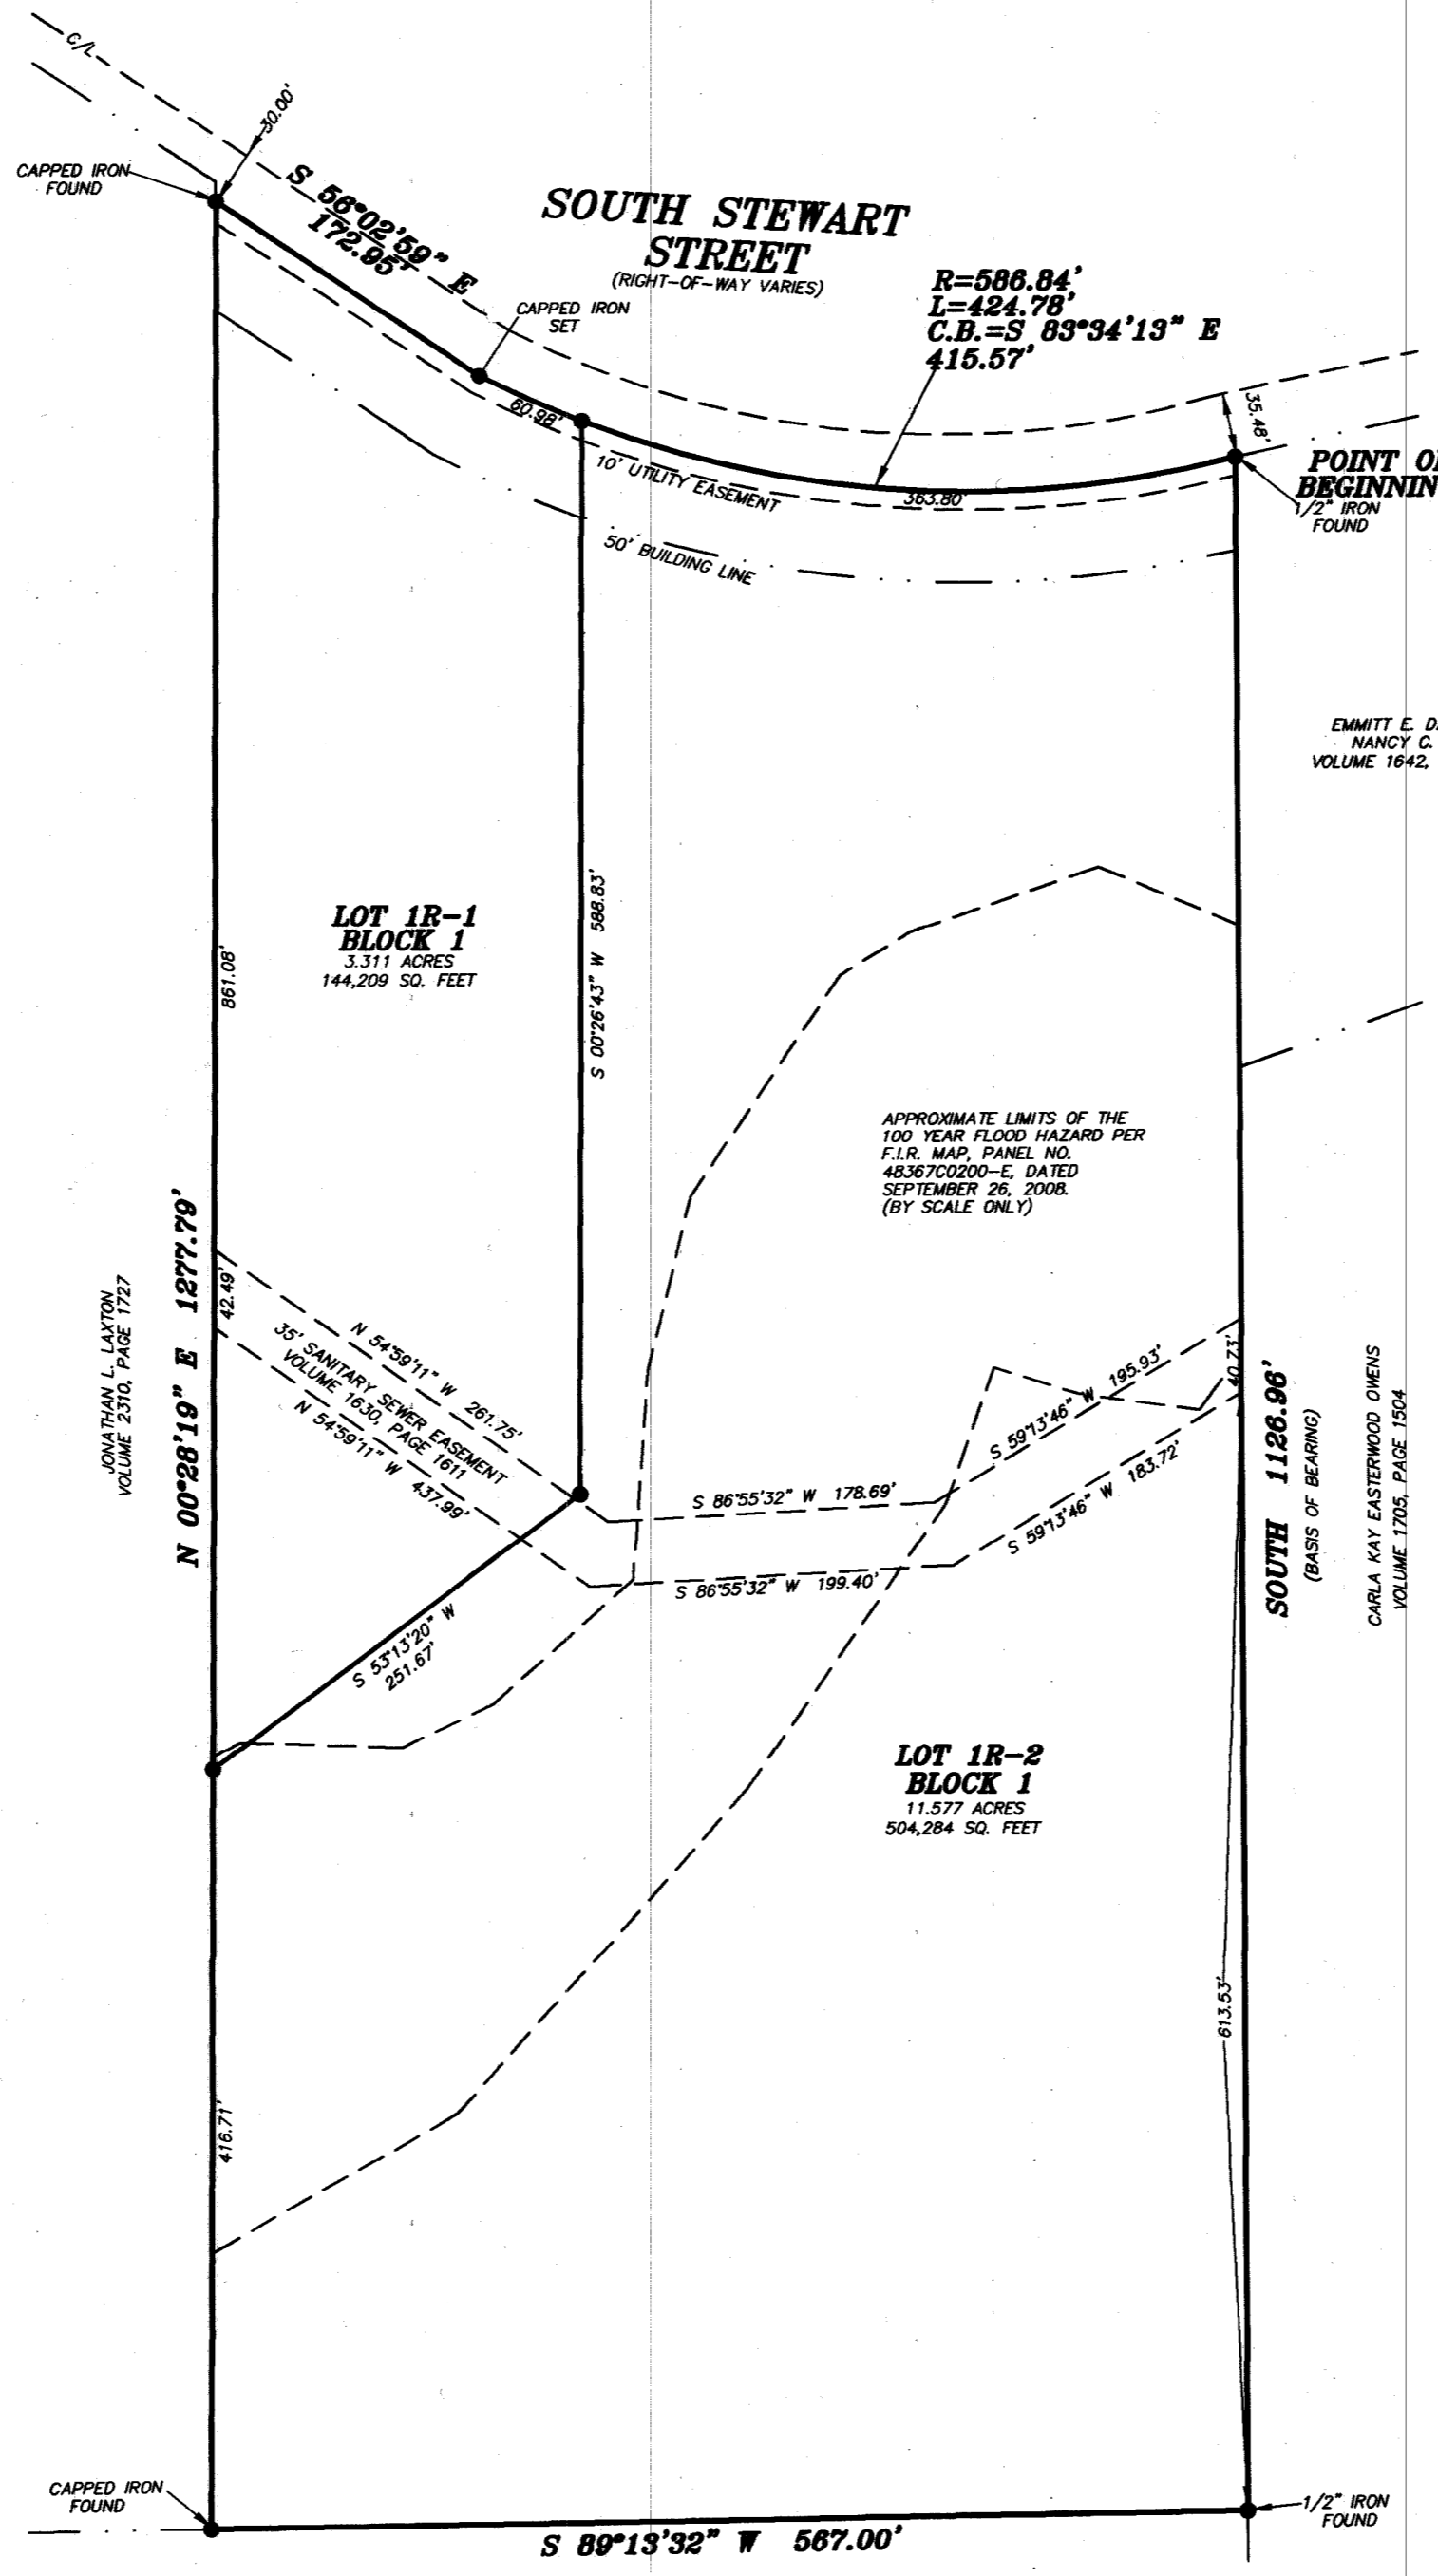 C/L
30.00'
CAPPED IRON
FOUND
S 56°02'59" E
172.95'
SOUTH STEWART
STREET
(RIGHT-OF-WAY VARIES)
CAPPED IRON
SET
R=586.84'
L=424.78'
C.B.=S 83°34'13" E
415.57'
60.98'
35.48'
10' UTILITY EASEMENT
363.80'
POINT O
BEGINNIN
1/2" IRON
FOUND
50' BUILDING LINE
EMMITT E. D
NANCY C.
VOLUME 1642,
LOT 1R-1
BLOCK 1
3.311 ACRES
144,209 SQ. FEET
861.08'
S 00°26'43" W 588.83'
APPROXIMATE LIMITS OF THE
100 YEAR FLOOD HAZARD PER
F.I.R. MAP, PANEL NO.
48367C0200-E, DATED
SEPTEMBER 26, 2008.
(BY SCALE ONLY)
JONATHAN L. LAXTON
VOLUME 2310, PAGE 1727
N 00°28'19" E 1277.79'
42.49'
N 54°59'11" W 261.75'
35' SANITARY SEWER EASEMENT
VOLUME 1630, PAGE 1611
N 54°59'11" W 437.99'
S 86°55'32" W 178.69'
S 59°13'46" W 195.93'
40.73'
S 86°55'32" W 199.40'
S 59°13'46" W 183.72'
SOUTH 1126.96'
(BASIS OF BEARING)
CARLA KAY EASTERWOOD OWENS
VOLUME 1705, PAGE 1504
S 53°13'20" W
251.67'
LOT 1R-2
BLOCK 1
11.577 ACRES
504,284 SQ. FEET
613.53'
416.71'
CAPPED IRON
FOUND
S 89°13'32" W 567.00'
1/2" IRON
FOUND